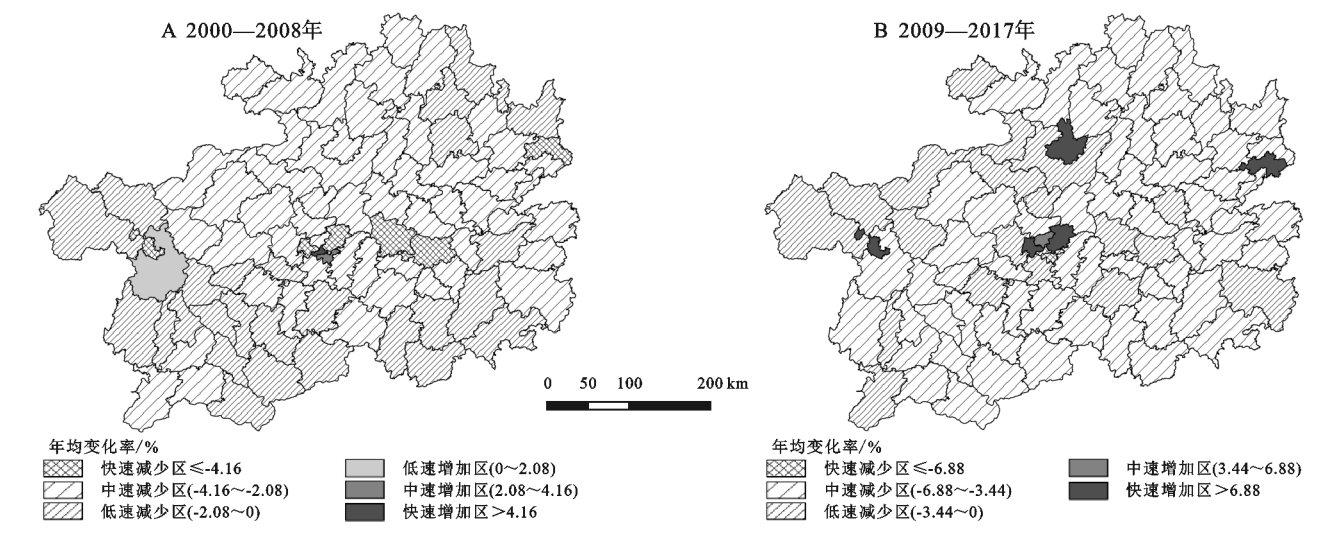 A 2000—2008年
B 2009—2017年
0 50 100 200 km
年均变化率/%
快速减少区≤-4.16
中速减少区(-4.16～-2.08)
低速减少区(-2.08～0)
低速增加区(0～2.08)
中速增加区(2.08～4.16)
快速增加区＞4.16
年均变化率/%
快速减少区≤-6.88
中速减少区(-6.88～-3.44)
低速减少区(-3.44～0)
中速增加区(3.44～6.88)
快速增加区＞6.88